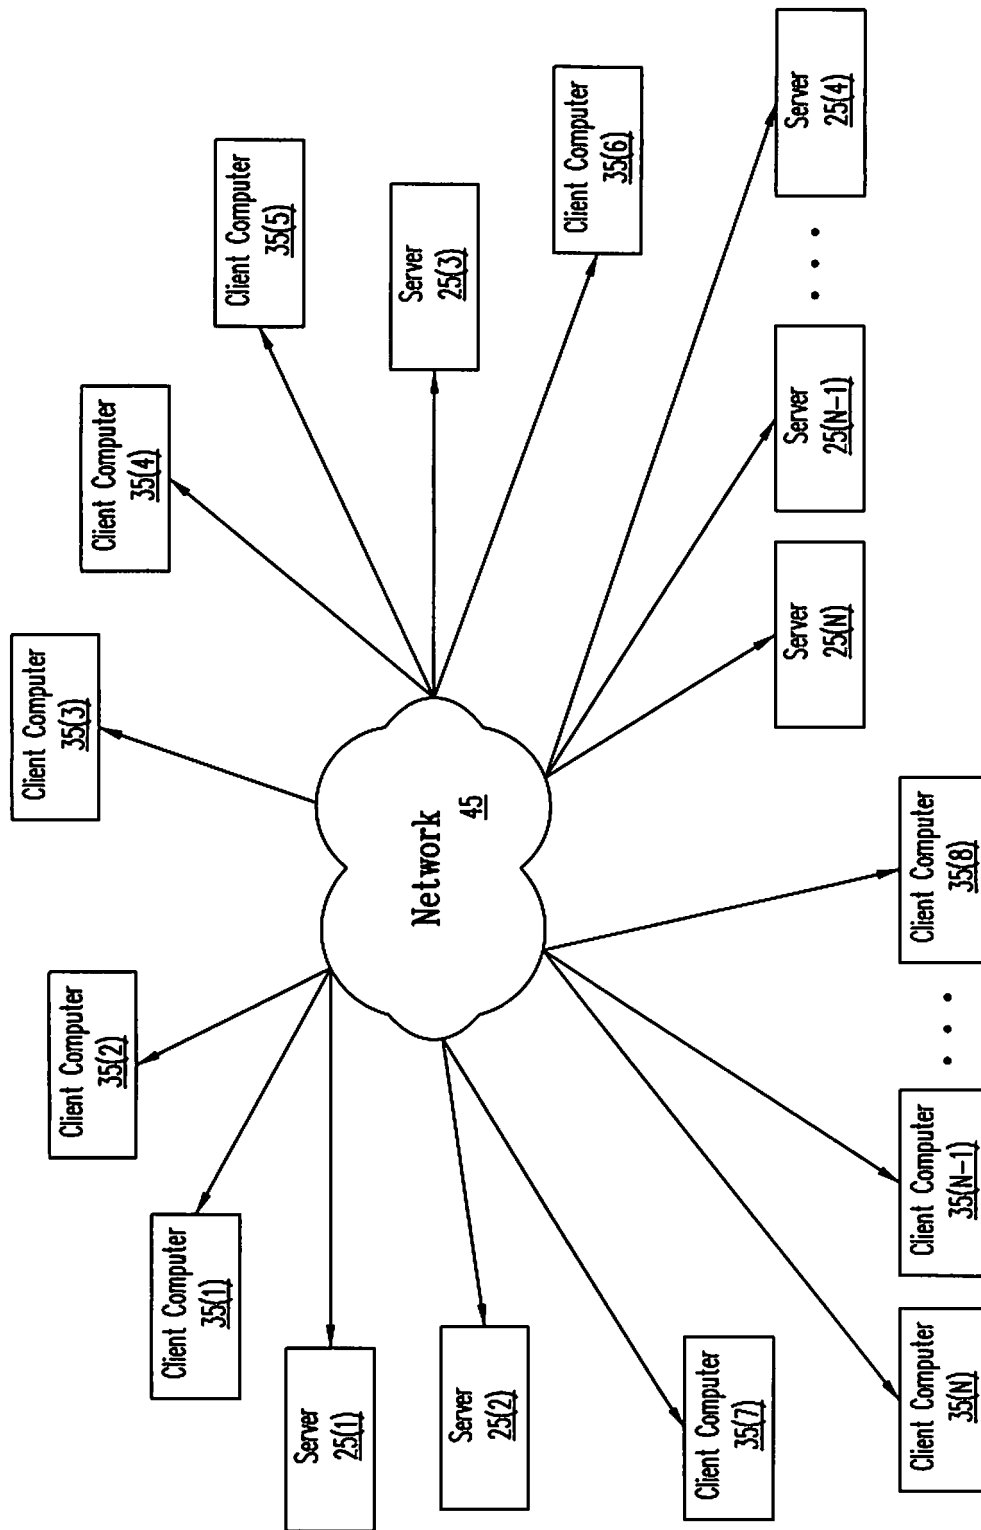 Client Computer
35(3)
Client Computer
35(2)
Client Computer
35(4)
Client Computer
35(1)
Client Computer
35(5)
Server
25(1)
Server
25(3)
Network
45
Server
25(2)
Client Computer
35(6)
Client Computer
35(7)
Server
25(N)
Server
25(N-1)
Server
25(4)
Client Computer
35(N)
Client Computer
35(N-1)
Client Computer
35(8)